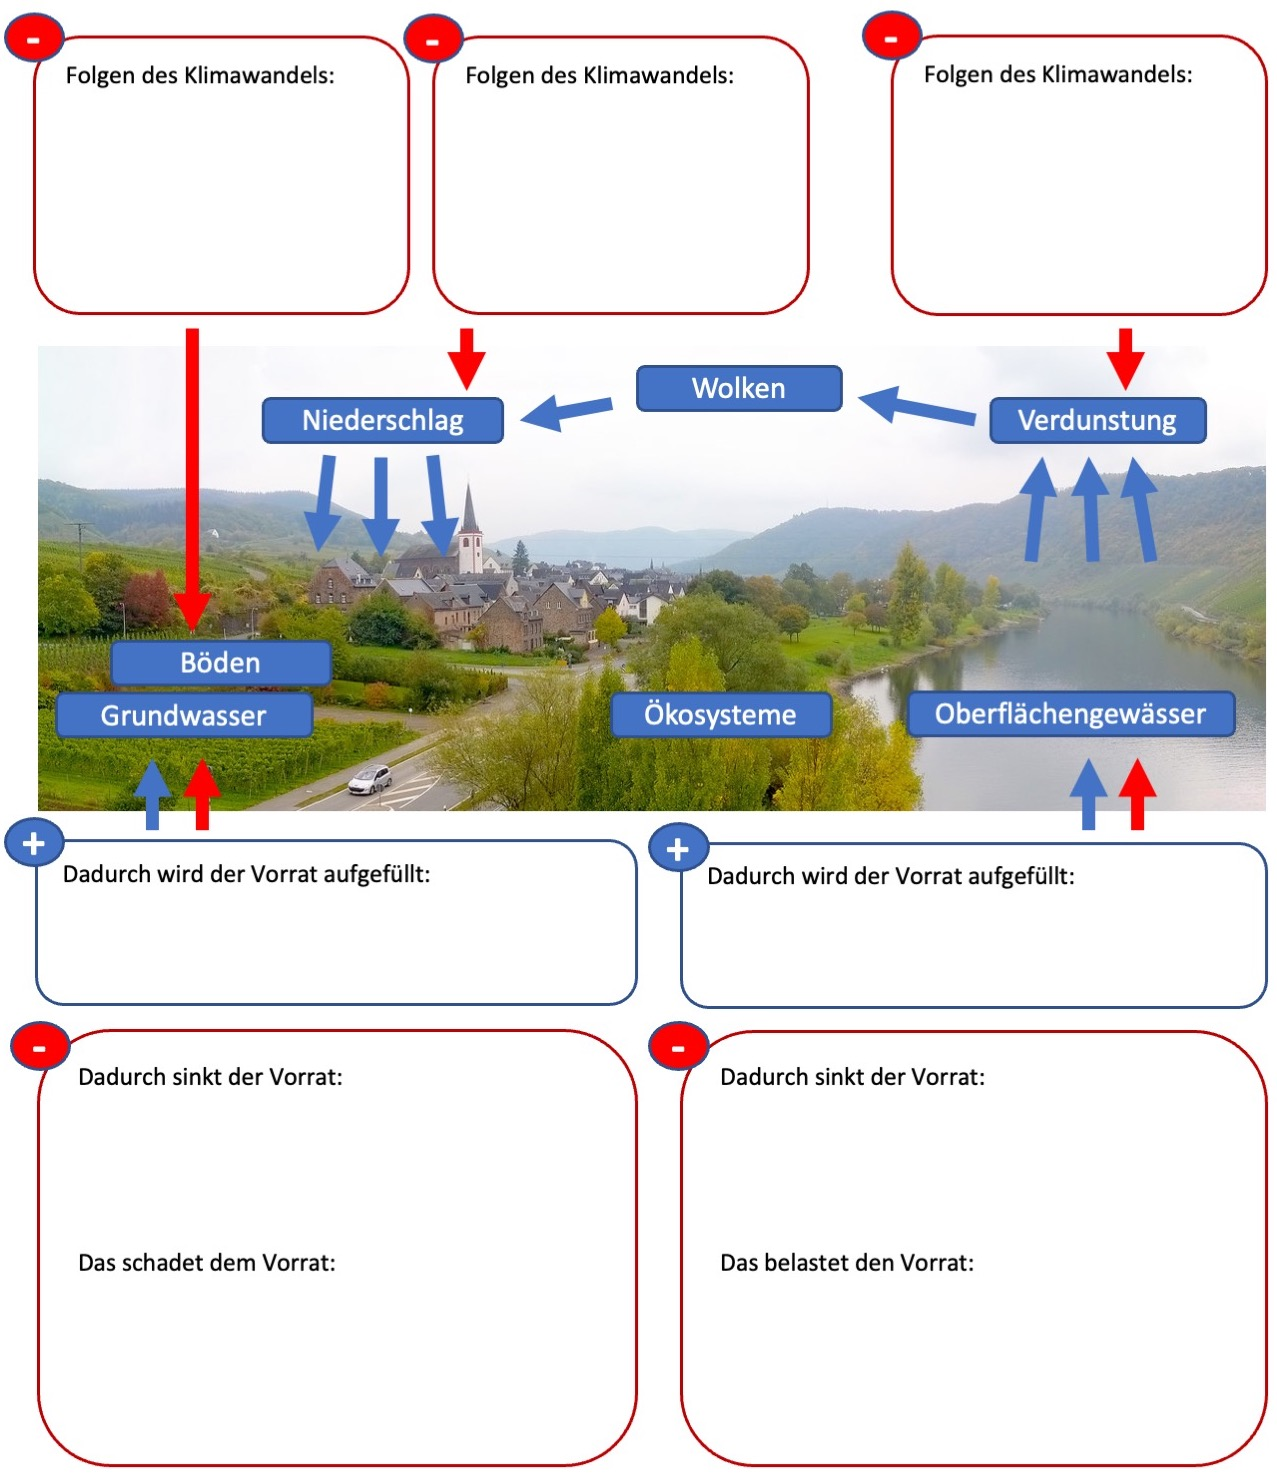 -
-
-
Folgen des Klimawandels:
Folgen des Klimawandels:
Folgen des Klimawandels:
Wolken
Niederschlag
Verdunstung
Böden
Grundwasser
Ökosysteme
Oberflächengewässer
+
+
Dadurch wird der Vorrat aufgefüllt:
Dadurch wird der Vorrat aufgefüllt:
-
-
Dadurch sinkt der Vorrat:
Dadurch sinkt der Vorrat:
Das schadet dem Vorrat:
Das belastet den Vorrat: